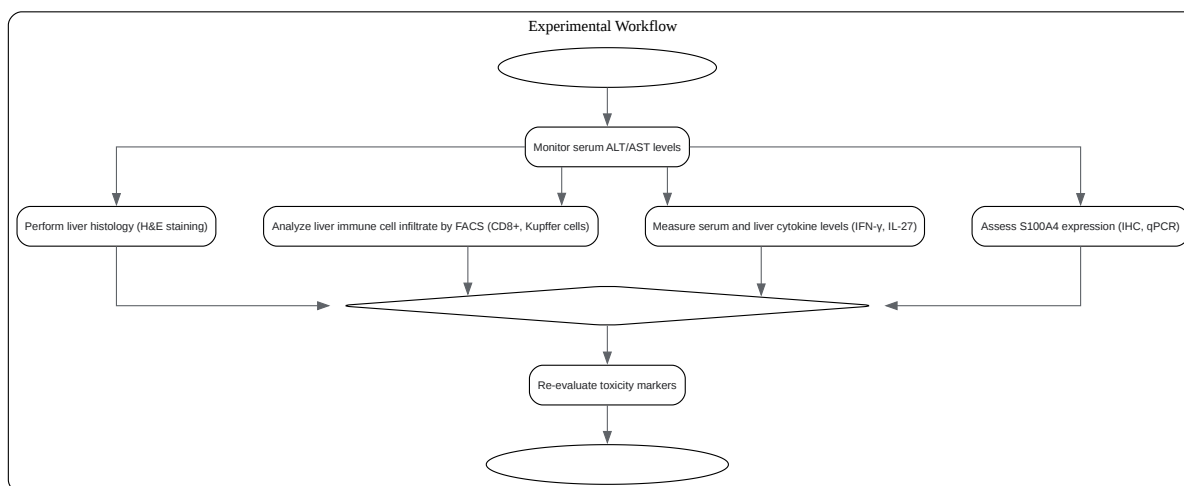 Experimental Workflow
Monitor serum ALT/AST levels
Perform liver histology (H&E staining)
Analyze liver immune cell infiltrate by FACS (CD8+, Kupffer cells)
Measure serum and liver cytokine levels (IFN-γ, IL-27)
Assess S100A4 expression (IHC, qPCR)
Re-evaluate toxicity markers